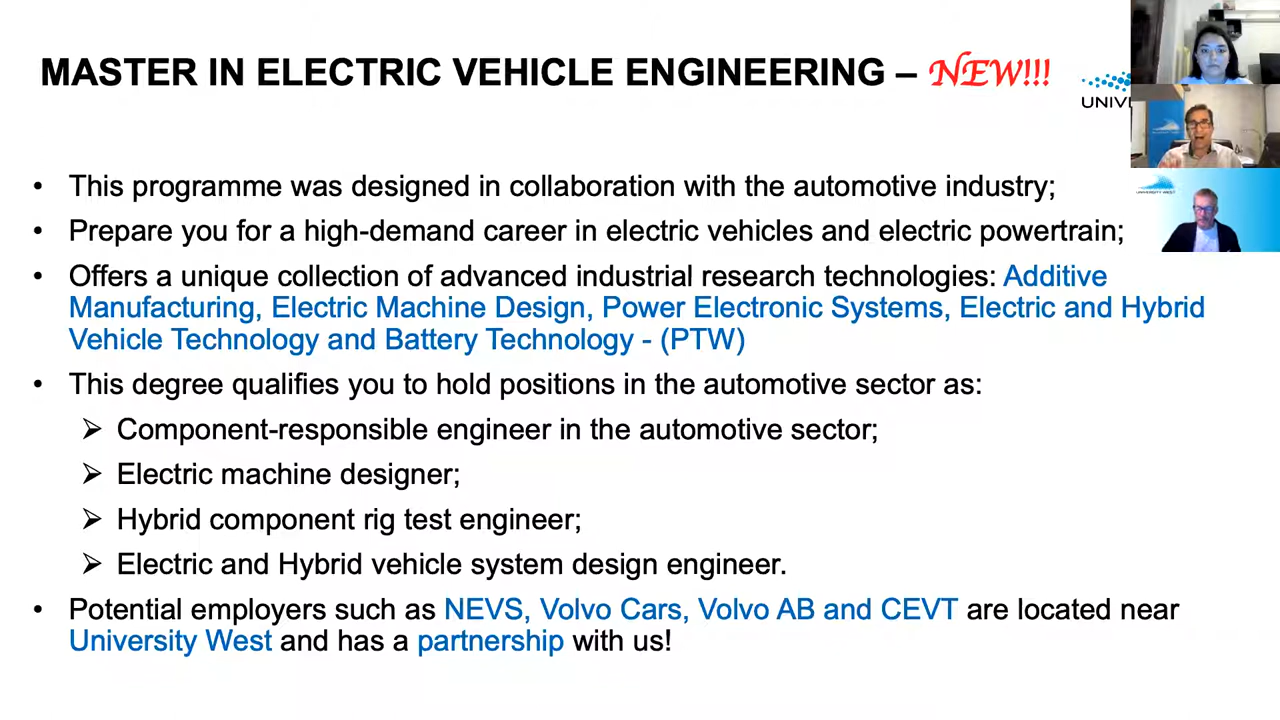 MASTER IN ELECTRIC VEHICLE ENGINEERING – NEW!!!
UNIVE
UNIVERSITY WEST
• This programme was designed in collaboration with the automotive industry;
• Prepare you for a high-demand career in electric vehicles and electric powertrain;
• Offers a unique collection of advanced industrial research technologies: Additive
Manufacturing, Electric Machine Design, Power Electronic Systems, Electric and Hybrid
Vehicle Technology and Battery Technology - (PTW)
• This degree qualifies you to hold positions in the automotive sector as:
➢ Component-responsible engineer in the automotive sector;
➢ Electric machine designer;
➢ Hybrid component rig test engineer;
➢ Electric and Hybrid vehicle system design engineer.
• Potential employers such as NEVS, Volvo Cars, Volvo AB and CEVT are located near
University West and has a partnership with us!